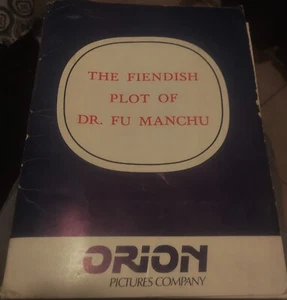 THE FIENDISH
PLOT OF
DR. FU MANCHU
ORION
PICTURES COMPANY